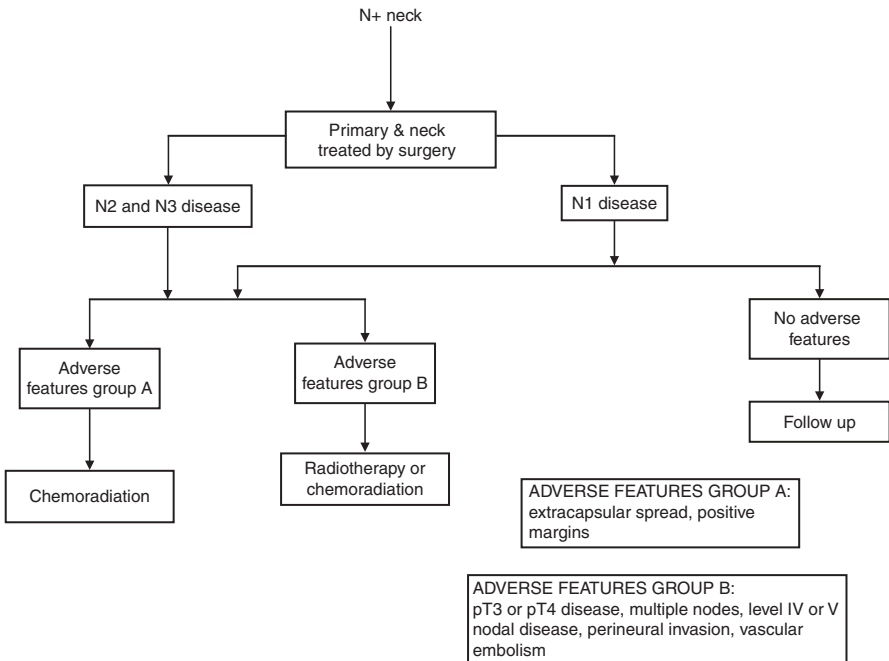 N+ neck
Primary & neck
treated by surgery
N2 and N3 disease
N1 disease
No adverse
features
Adverse
features group A
Adverse
features group B
Follow up
Chemoradiation
Radiotherapy or
chemoradiation
ADVERSE FEATURES GROUP A:
extracapsular spread, positive
margins
ADVERSE FEATURES GROUP B:
pT3 or pT4 disease, multiple nodes, level IV or V
nodal disease, perineural invasion, vascular
embolism